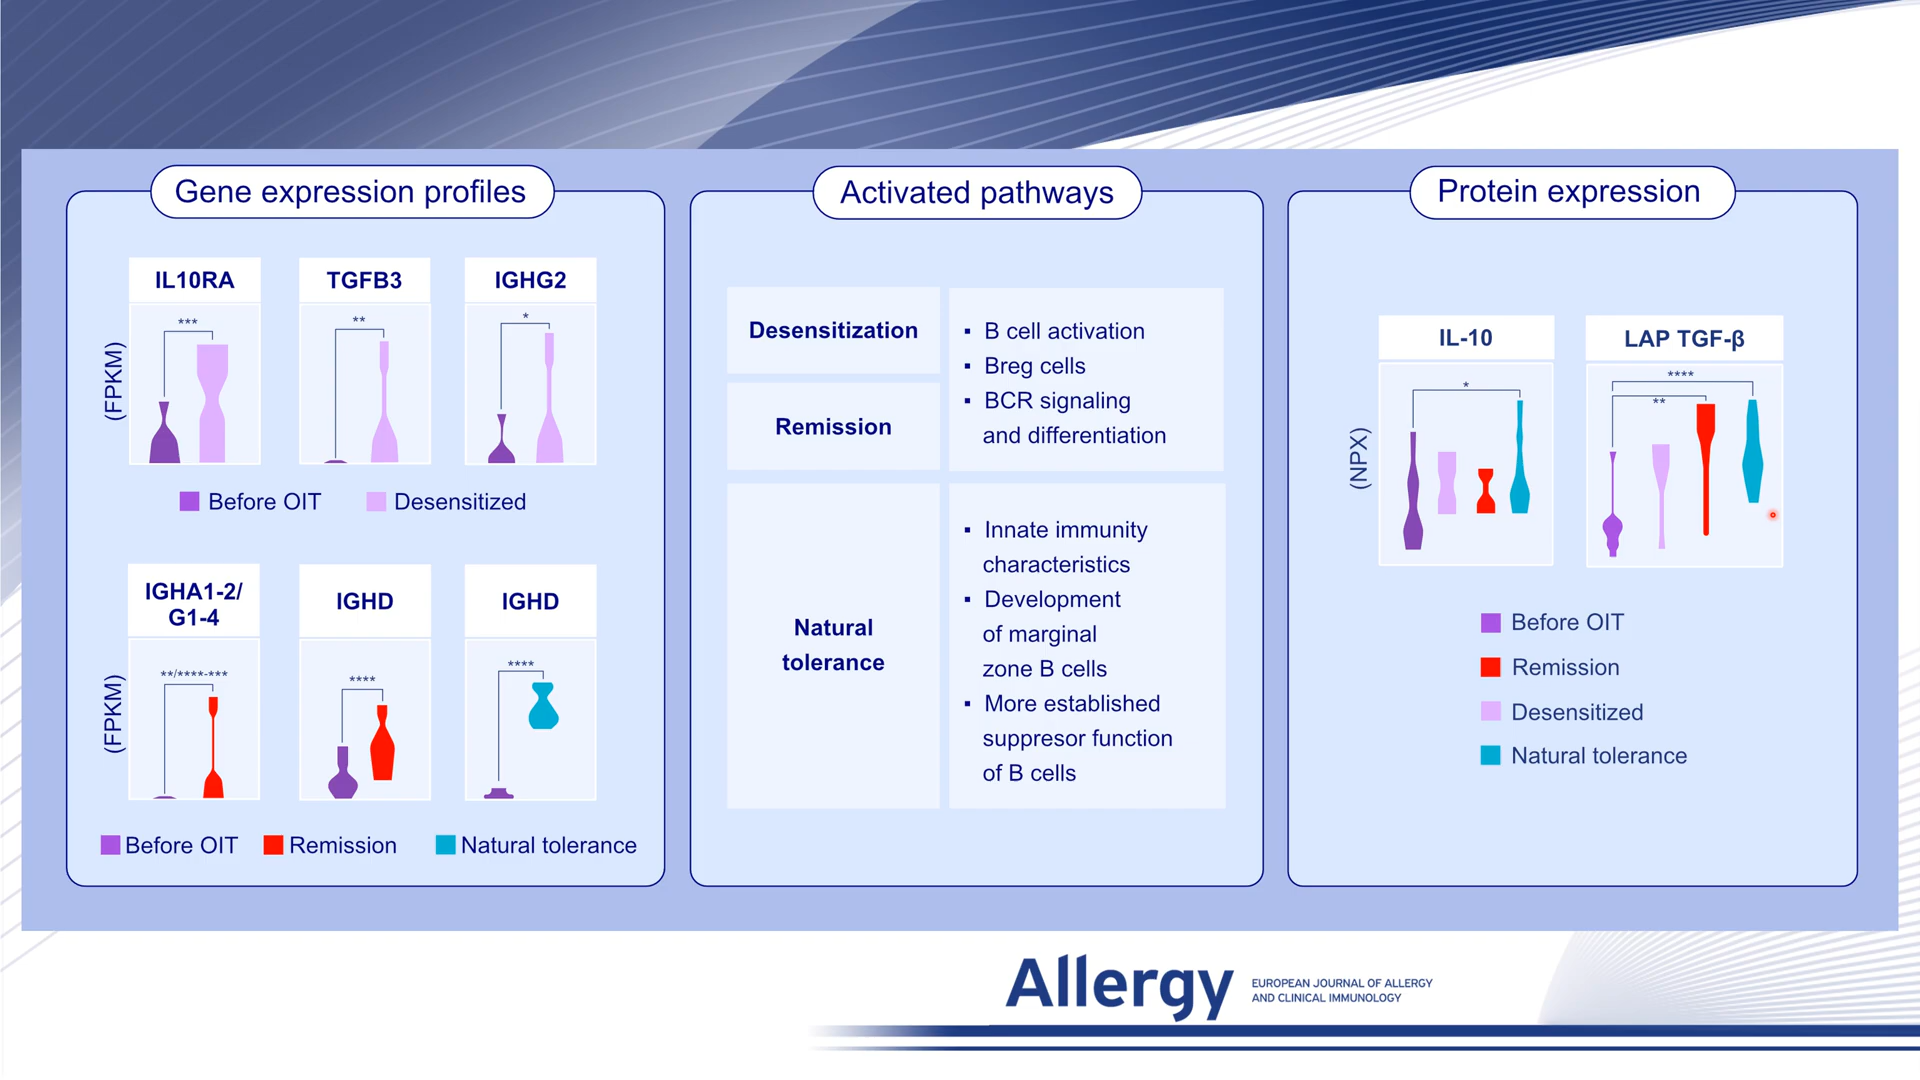 Gene expression profiles
IL10RA
TGFB3
IGHG2
***
**
*
(FPKM)
Before OIT
Desensitized
IGHA1-2/
G1-4
IGHD
IGHD
**/****-***
****
****
(FPKM)
Before OIT
Remission
Natural tolerance
Activated pathways
Desensitization
Remission
▪ B cell activation
▪ Breg cells
▪ BCR signaling
and differentiation
Natural
tolerance
▪ Innate immunity
characteristics
▪ Development
of marginal
zone B cells
▪ More established
suppresor function
of B cells
Protein expression
IL-10
LAP TGF-β
*
****
**
(NPX)
Before OIT
Remission
Desensitized
Natural tolerance
Allergy
EUROPEAN JOURNAL OF ALLERGY
AND CLINICAL IMMUNOLOGY